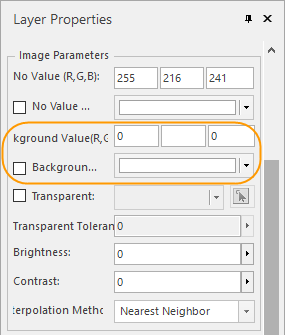 Layer Properties
Image Parameters
No Value (R,G,B): 255 216 241
No Value ...
kground Value(R,G 0 0
Backgroun...
Transparent:
Transparent Toleran 0
Brightness: 0
Contrast: 0
terpolation Metho Nearest Neighbor